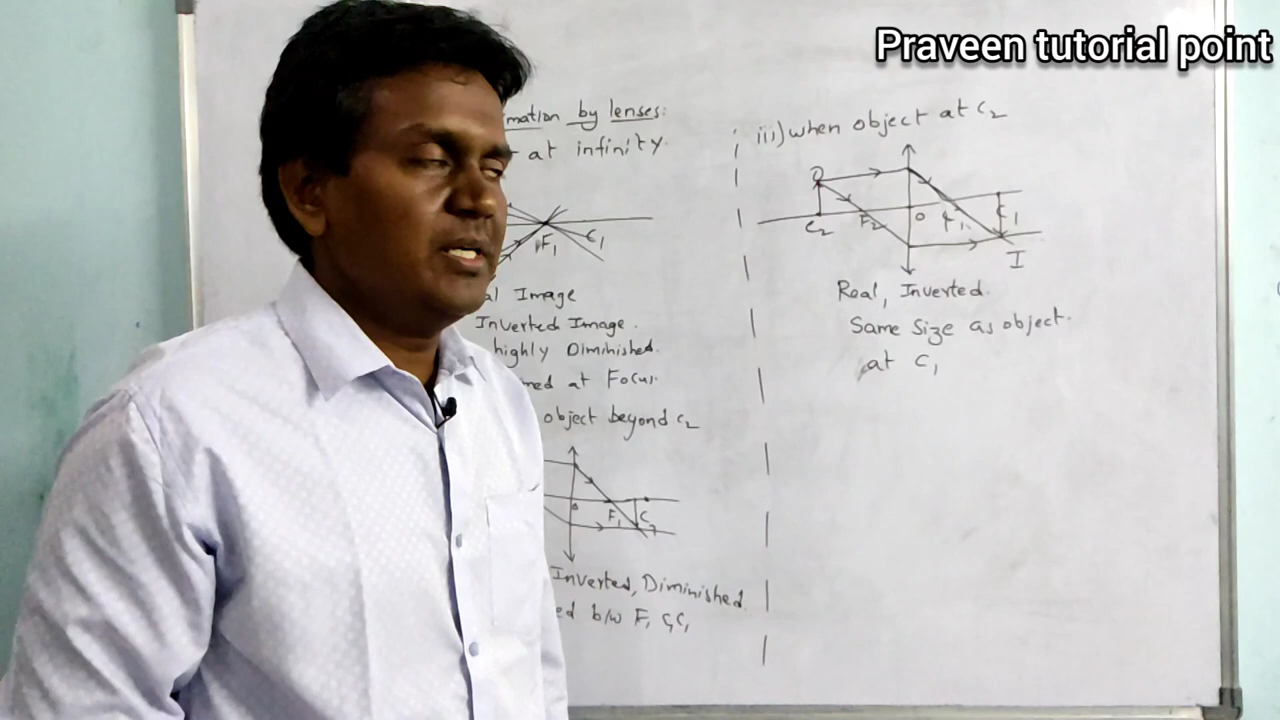 Praveen tutorial point
mation by lenses:
at infinity.
F1
C1
al Image
Inverted Image.
highly Diminished.
med at Focus.
object beyond C2
O
F1
C1
Inverted, Diminished
ed b/w F1 & C1
iii) when object at C2
O
C2
F2
O
F1
C1
I
Real, Inverted.
Same Size as object.
at C1